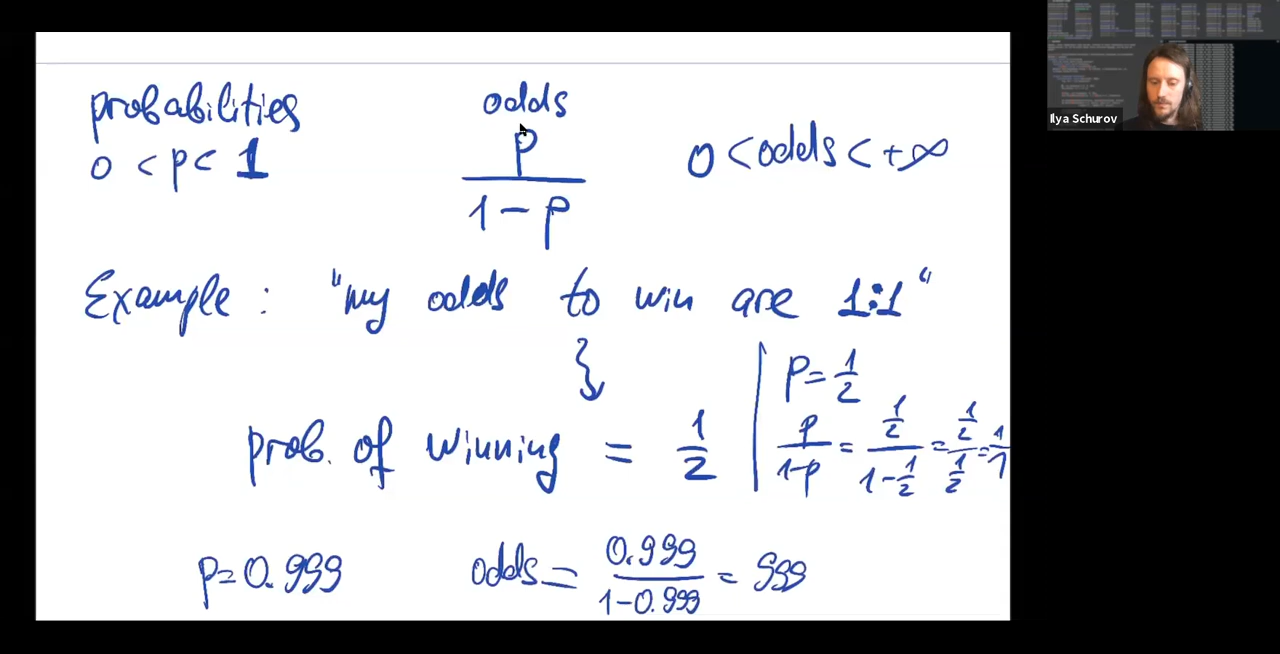 probabilities
0 < p < 1
odds
p
1 - p
0 < odds < +∞
Example : "my odds to win are 1:1"
prob. of winning = 1/2
p = 1/2
p/(1-p) = (1/2)/(1-1/2) = (1/2)/(1/2) = 1/1
p = 0.999
odds = 0.999/(1-0.999) = 999
Ilya Schurov